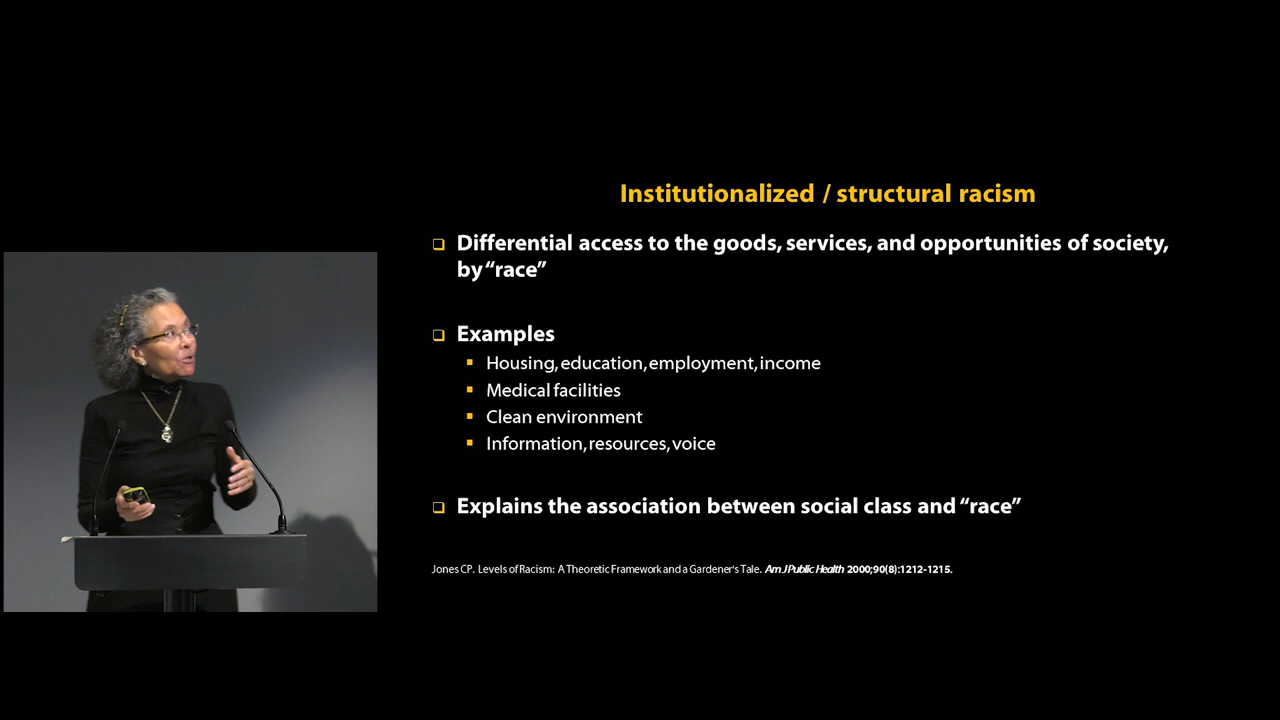 Institutionalized / structural racism
Differential access to the goods, services, and opportunities of society,
by “race”
Examples
Housing, education, employment, income
Medical facilities
Clean environment
Information, resources, voice
Explains the association between social class and “race”
Jones CP. Levels of Racism: A Theoretic Framework and a Gardener's Tale. Am J Public Health 2000;90(8):1212-1215.